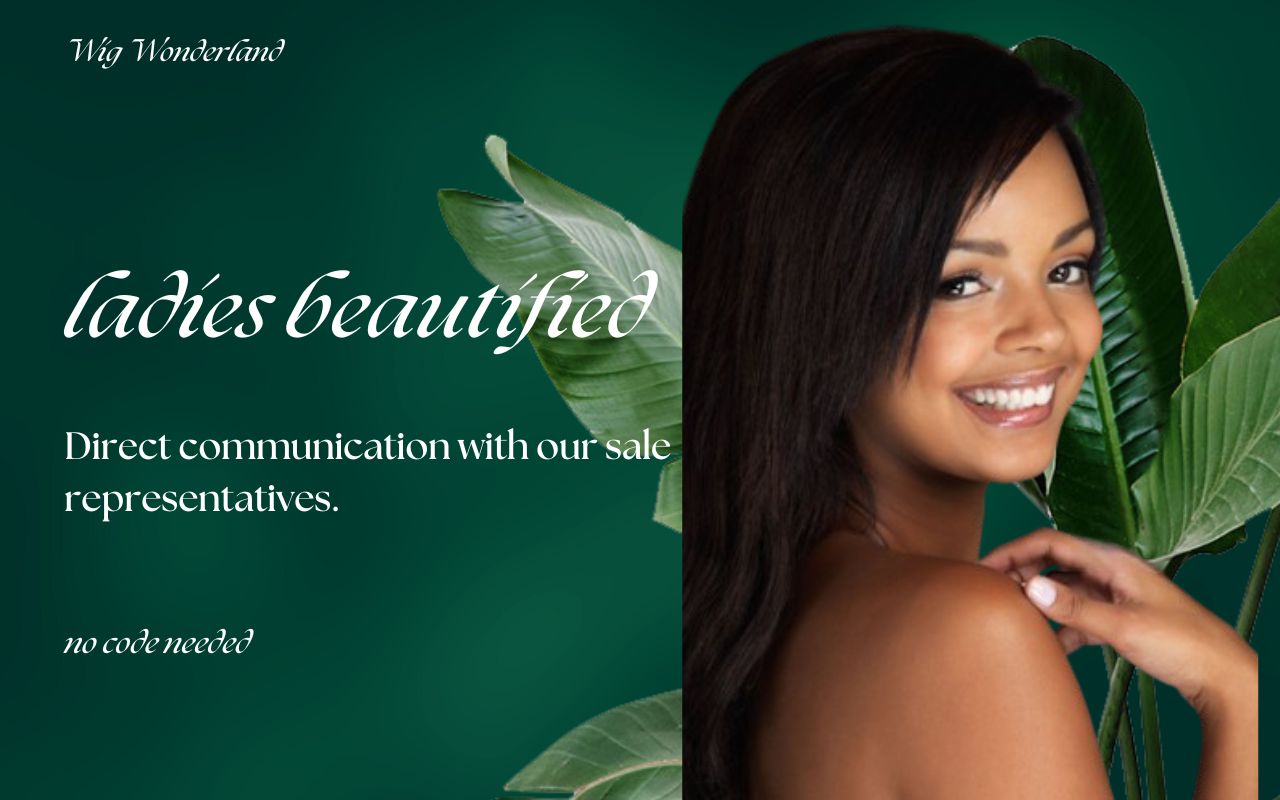 Wig Wonderland
ladies beautified
Direct communication with our sale
representatives.
no code needed